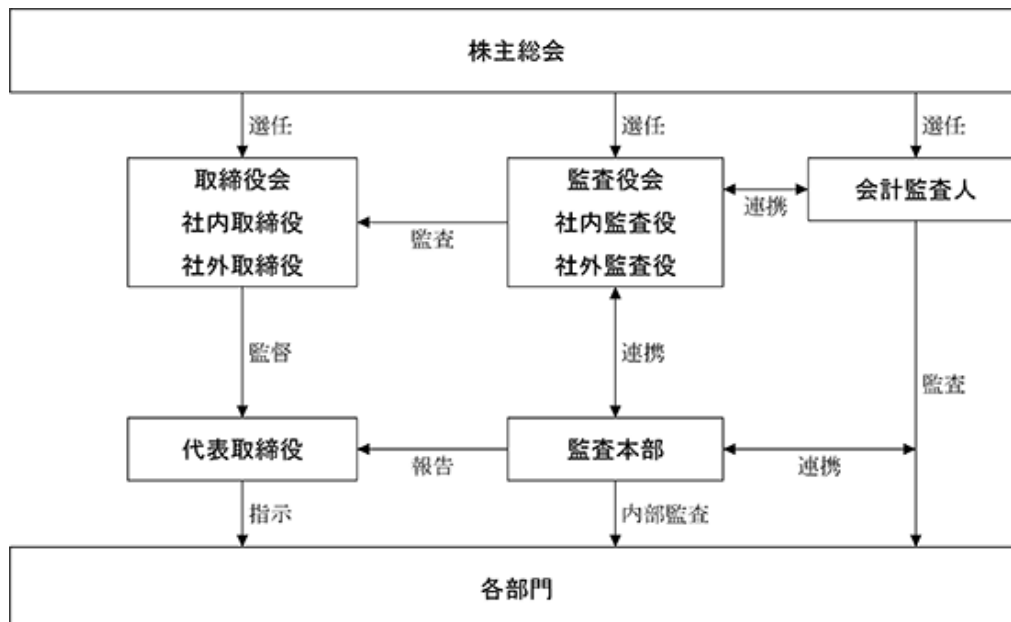 株主総会
選任
選任
選任
取締役会
社内取締役
社外取締役
監査
監査役会
社内監査役
社外監査役
連携
会計監査人
監督
連携
監査
代表取締役
報告
監査本部
連携
指示
内部監査
各部門